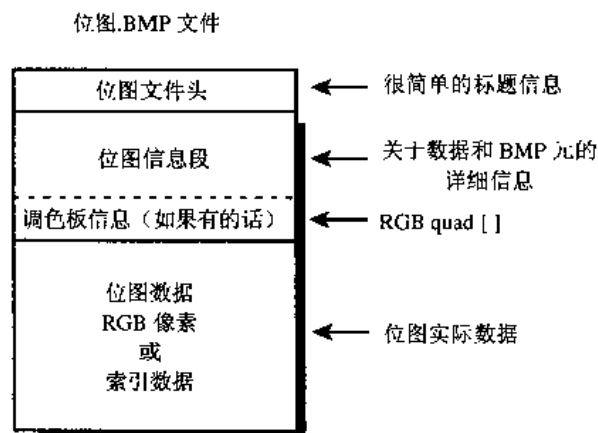 位图.BMP 文件
位图文件头
很简单的标题信息
位图信息段
关于数据和 BMP 元的
详细信息
调色板信息（如果有的话）
RGB quad [ ]
位图数据
RGB 像素
或
索引数据
位图实际数据